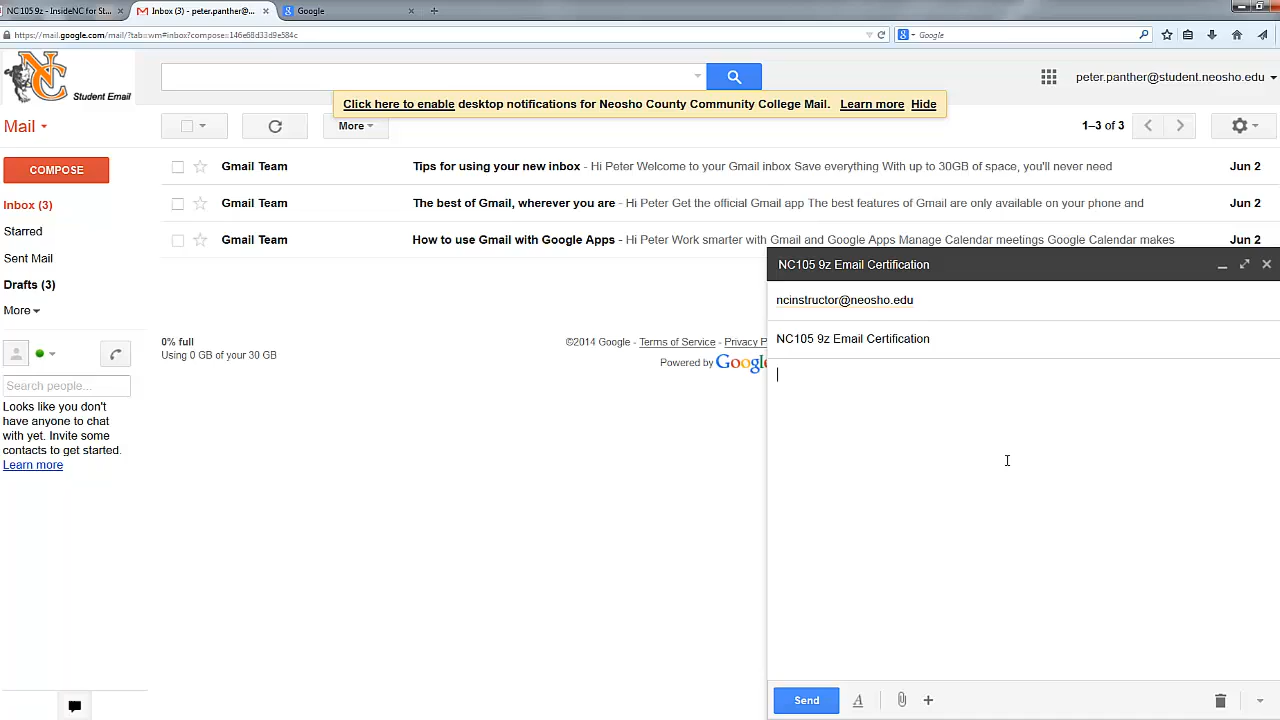 NC105 9z - InsideNC for St...
Inbox (3) - peter.panther@s...
Google
https://mail.google.com/mail/?tab=wm#inbox?compose=146e68d33d9e584c
Google
NC
Student Email
peter.panther@student.neosho.edu
Click here to enable desktop notifications for Neosho County Community College Mail. Learn more Hide
Mail
More
1–3 of 3
COMPOSE
Gmail Team Tips for using your new inbox - Hi Peter Welcome to your Gmail inbox Save everything With up to 30GB of space, you'll never need Jun 2
Inbox (3)
Gmail Team The best of Gmail, wherever you are - Hi Peter Get the official Gmail app The best features of Gmail are only available on your phone and Jun 2
Starred
Gmail Team How to use Gmail with Google Apps - Hi Peter Work smarter with Gmail and Google Apps Manage Calendar meetings Google Calendar makes Jun 2
Sent Mail
Drafts (3)
More
Search people...
Looks like you don't
have anyone to chat
with yet. Invite some
contacts to get started.
Learn more
0% full
Using 0 GB of your 30 GB
©2014 Google - Terms of Service - Privacy P
Powered by Google
NC105 9z Email Certification
ncinstructor@neosho.edu
NC105 9z Email Certification
Send
A